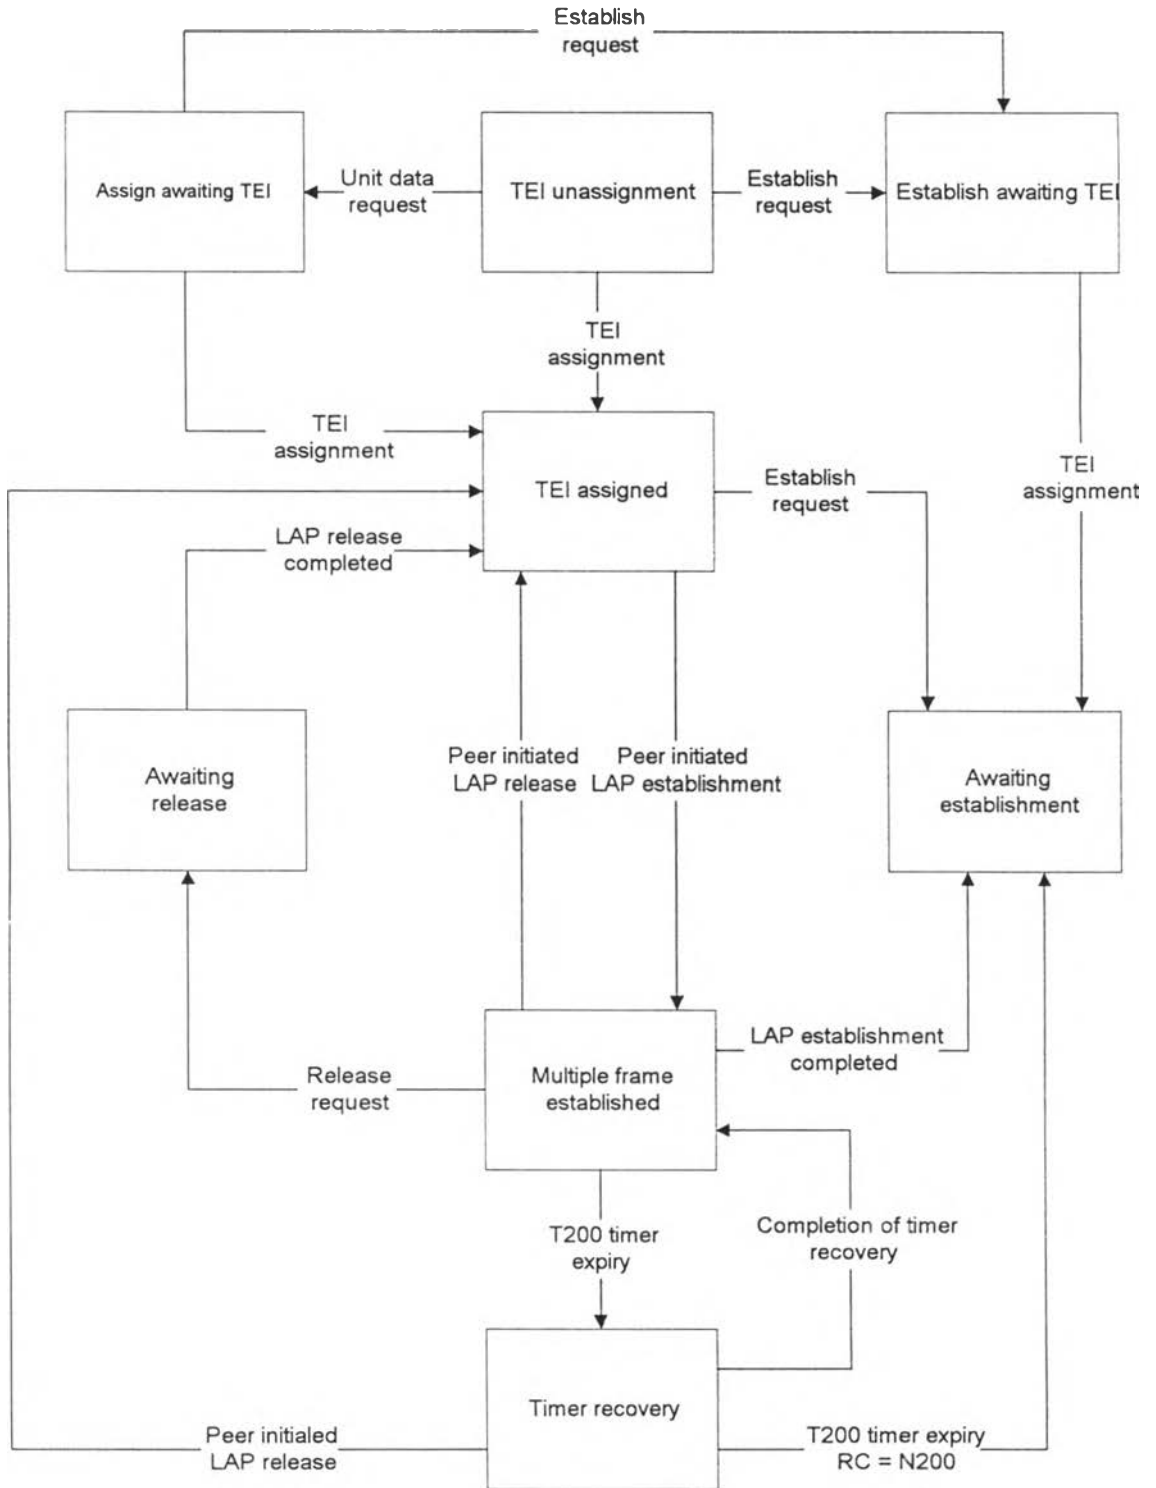 Establish
request
Assign awaiting TEI
Unit data
request
TEI unassignment
Establish
request
Establish awaiting TEI
TEI
assignment
TEI
assignment
TEI assigned
Establish
request
TEI
assignment
LAP release
completed
Awaiting
release
Peer initiated
LAP release
Peer initiated
LAP establishment
Awaiting
establishment
Release
request
Multiple frame
established
LAP establishment
completed
T200 timer
expiry
Completion of timer
recovery
Timer recovery
Peer initialed
LAP release
T200 timer expiry
RC = N200